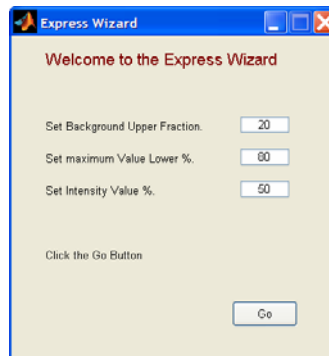 Express Wizard
Welcome to the Express Wizard
Set Background Upper Fraction. 20
Set maximum Value Lower %. 80
Set Intensity Value %. 50
Click the Go Button
Go